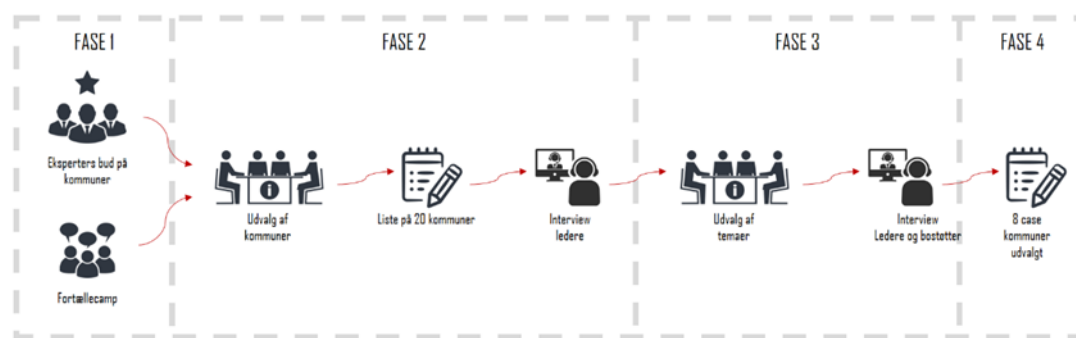 FASE 1
Eksperters bud på
kommuner
Fortællecamp
FASE 2
Udvalg af
kommuner
Liste på 20 kommuner
Interview
ledere
FASE 3
Udvalg af
temaer
Interview
Ledere og bostøtter
FASE 4
8 case
kommuner
udvalgt